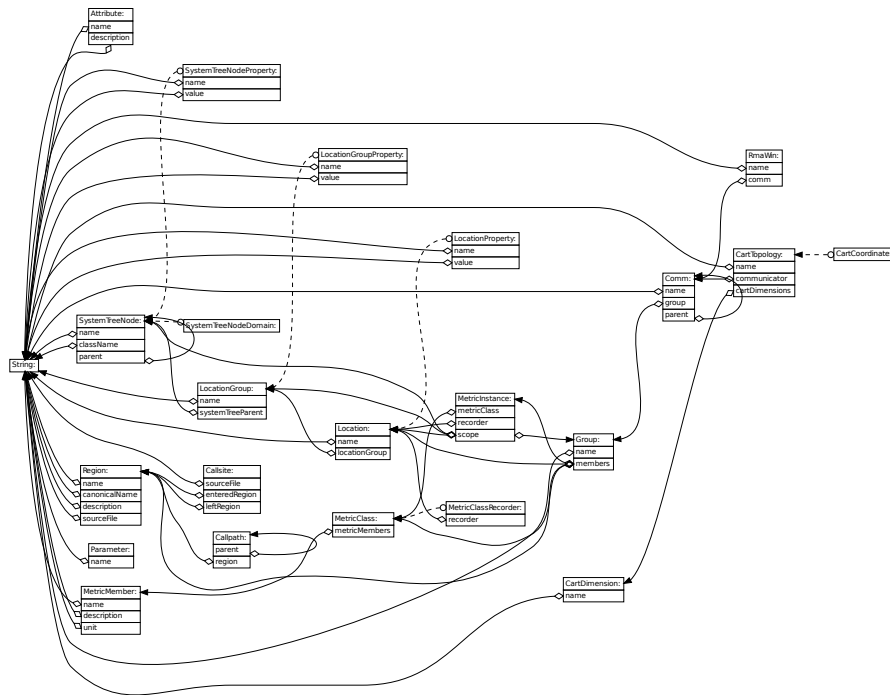 Attribute:
name
description
SystemTreeNodeProperty:
name
value
LocationGroupProperty:
name
value
RmaWin:
name
comm
LocationProperty:
name
value
CartTopology:
name
communicator
cartDimensions
CartCoordinate
Comm:
name
group
parent
SystemTreeNode:
name
className
parent
SystemTreeNodeDomain:
String:
LocationGroup:
name
systemTreeParent
Location:
name
locationGroup
MetricInstance:
metricClass
recorder
scope
Group:
name
members
Region:
name
canonicalName
description
sourceFile
Callsite:
sourceFile
enteredRegion
leftRegion
MetricClass:
metricMembers
MetricClassRecorder:
recorder
Callpath:
parent
region
Parameter:
name
MetricMember:
name
description
unit
CartDimension:
name